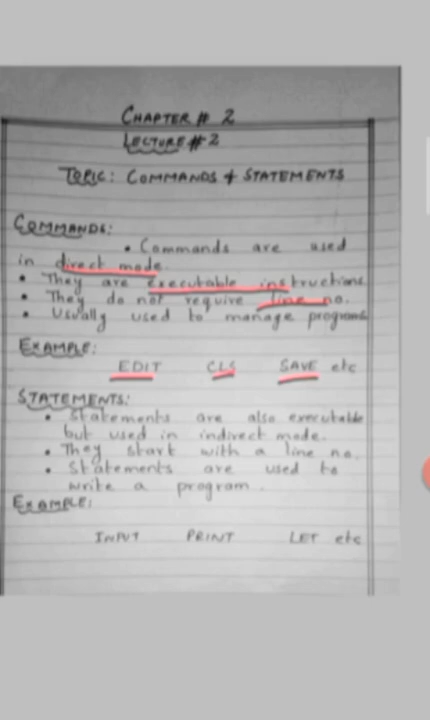 CHAPTER # 2
LECTURE # 2
TOPIC: COMMANDS & STATEMENTS
COMMANDS:
• Commands are used
in direct mode.
• They are executable instructions.
• They do not require line no.
• Usually used to manage programs
EXAMPLE:
EDIT CLS SAVE etc
STATEMENTS:
• Statements are also executable
but used in indirect mode.
• They start with a line no.
• Statements are used to
write a program.
EXAMPLE:
INPUT PRINT LET etc